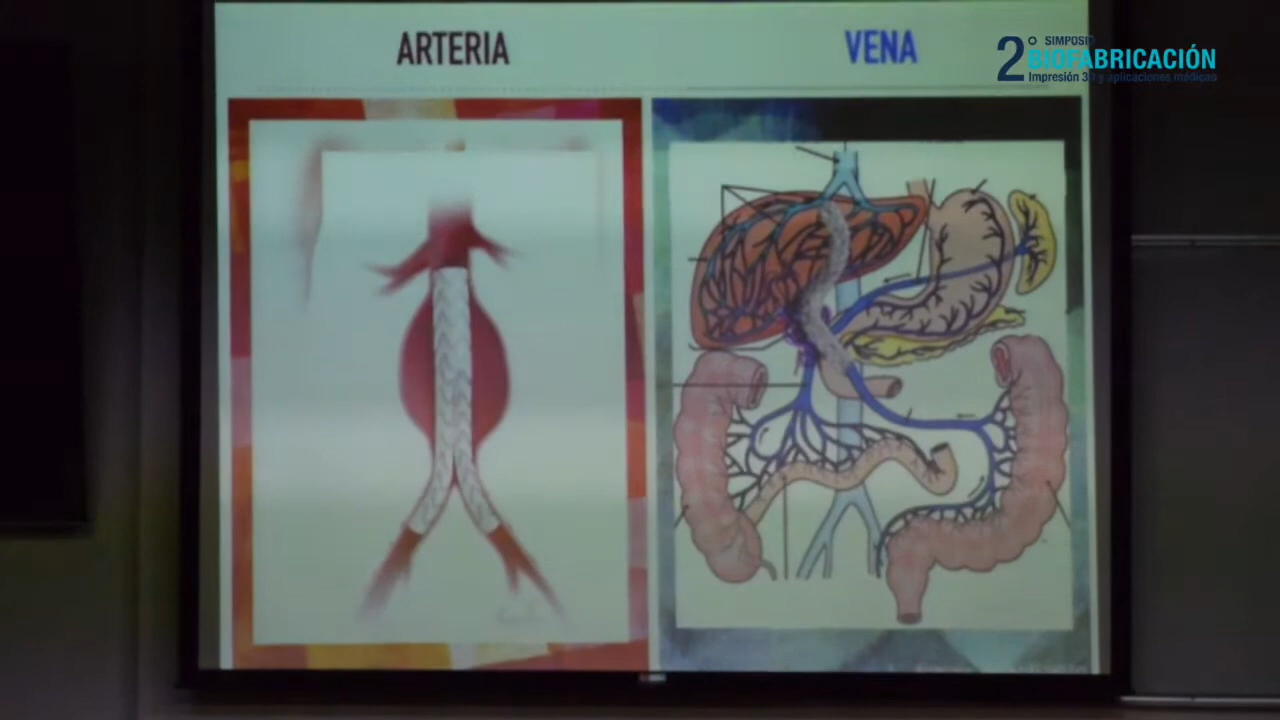 ARTERIA
VENA
2° SIMPOSIO
BIOFABRICACIÓN
Impresión 3D y aplicaciones médicas